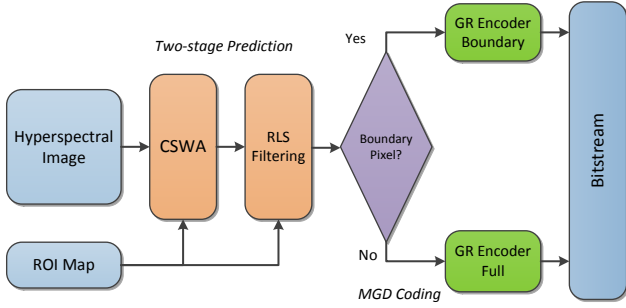 Two-stage Prediction
Hyperspectral
Image
ROI Map
CSWA
RLS
Filtering
Boundary
Pixel?
Yes
No
GR Encoder
Boundary
GR Encoder
Full
MGD Coding
Bitstream